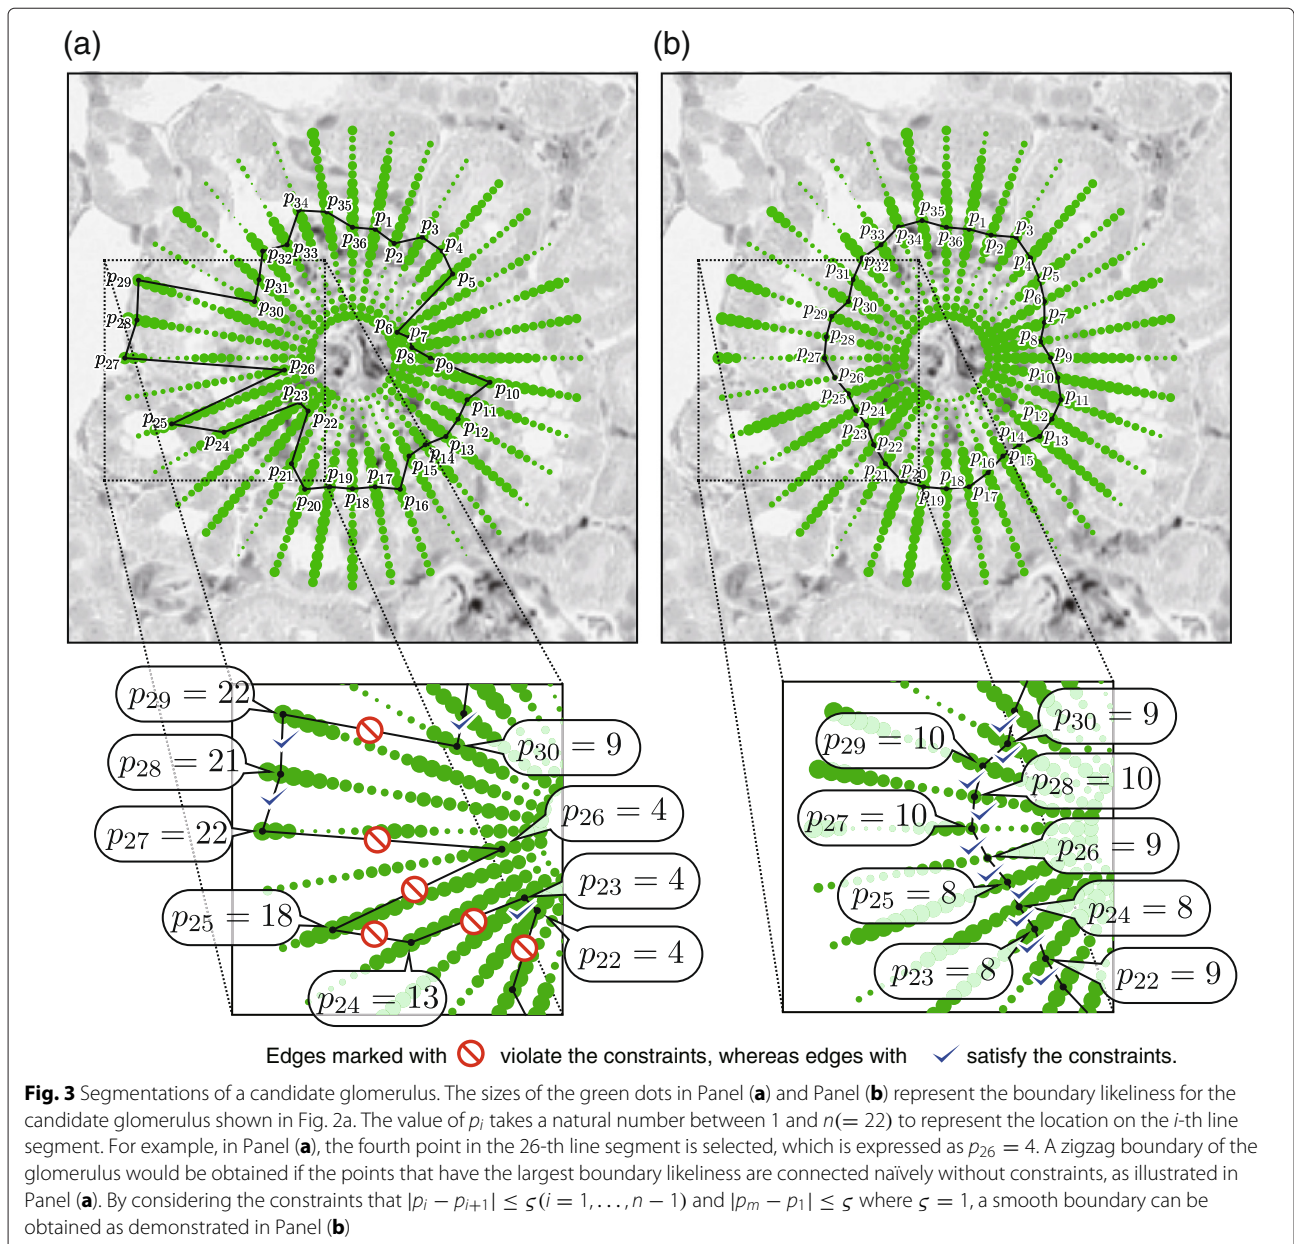 (a)
(b)
p34
p35
p36
p1
p2
p3
p4
p5
p33
p32
p31
p30
p29
p28
p27
p26
p25
p24
p23
p22
p21
p20
p19
p18
p17
p16
p15
p14
p13
p12
p11
p10
p9
p8
p7
p6
p35
p34
p36
p1
p2
p3
p4
p5
p6
p7
p8
p9
p10
p11
p12
p13
p14
p15
p16
p17
p18
p19
p20
p21
p22
p23
p24
p25
p26
p27
p28
p29
p30
p31
p32
p33
p29 = 22
p28 = 21
p27 = 22
p25 = 18
p24 = 13
p30 = 9
p26 = 4
p23 = 4
p22 = 4
p29 = 10
p27 = 10
p25 = 8
p23 = 8
p30 = 9
p28 = 10
p26 = 9
p24 = 8
p22 = 9
Edges marked with violate the constraints, whereas edges with satisfy the constraints.
Fig. 3 Segmentations of a candidate glomerulus. The sizes of the green dots in Panel (a) and Panel (b) represent the boundary likeliness for the
candidate glomerulus shown in Fig. 2a. The value of pi takes a natural number between 1 and n(= 22) to represent the location on the i-th line
segment. For example, in Panel (a), the fourth point in the 26-th line segment is selected, which is expressed as p26 = 4. A zigzag boundary of the
glomerulus would be obtained if the points that have the largest boundary likeliness are connected naïvely without constraints, as illustrated in
Panel (a). By considering the constraints that |pi − pi+1| ≤ ς(i = 1, . . . , n − 1) and |pm − p1| ≤ ς where ς = 1, a smooth boundary can be
obtained as demonstrated in Panel (b)